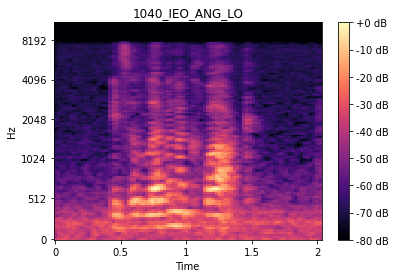 1040_IEO_ANG_LO
+0 dB
8192
-10 dB
4096
-20 dB
-30 dB
2048
-40 dB
Hz
1024
-50 dB
512
-60 dB
-70 dB
0
-80 dB
0
0.5
1
1.5
2
Time